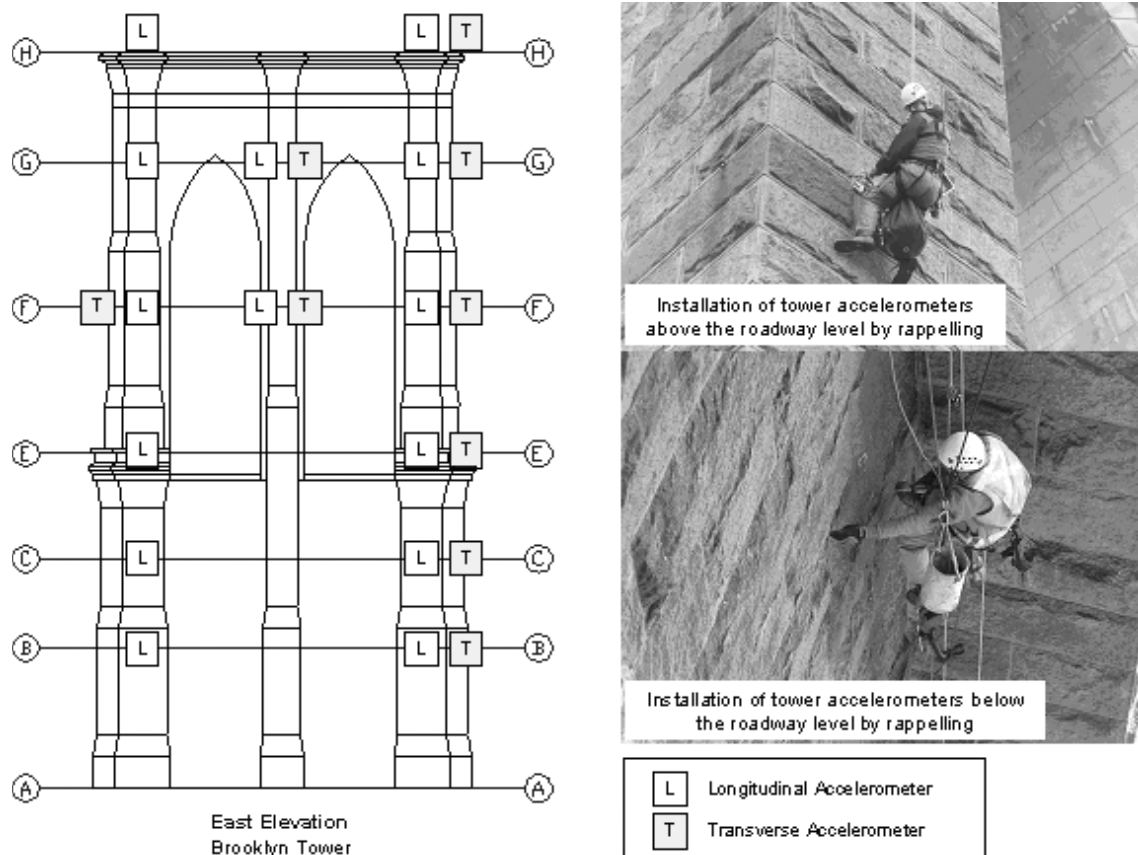 L L T
H H
G L L T L T G
F T L L T L T F
E L L T E
C L L T C
B L L T B
A A
East Elevation
Brooklyn Tower
Installation of tower accelerometers
above the roadway level by rappelling
Installation of tower accelerometers below
the roadway level by rappelling
L Longitudinal Accelerometer
T Transverse Accelerometer